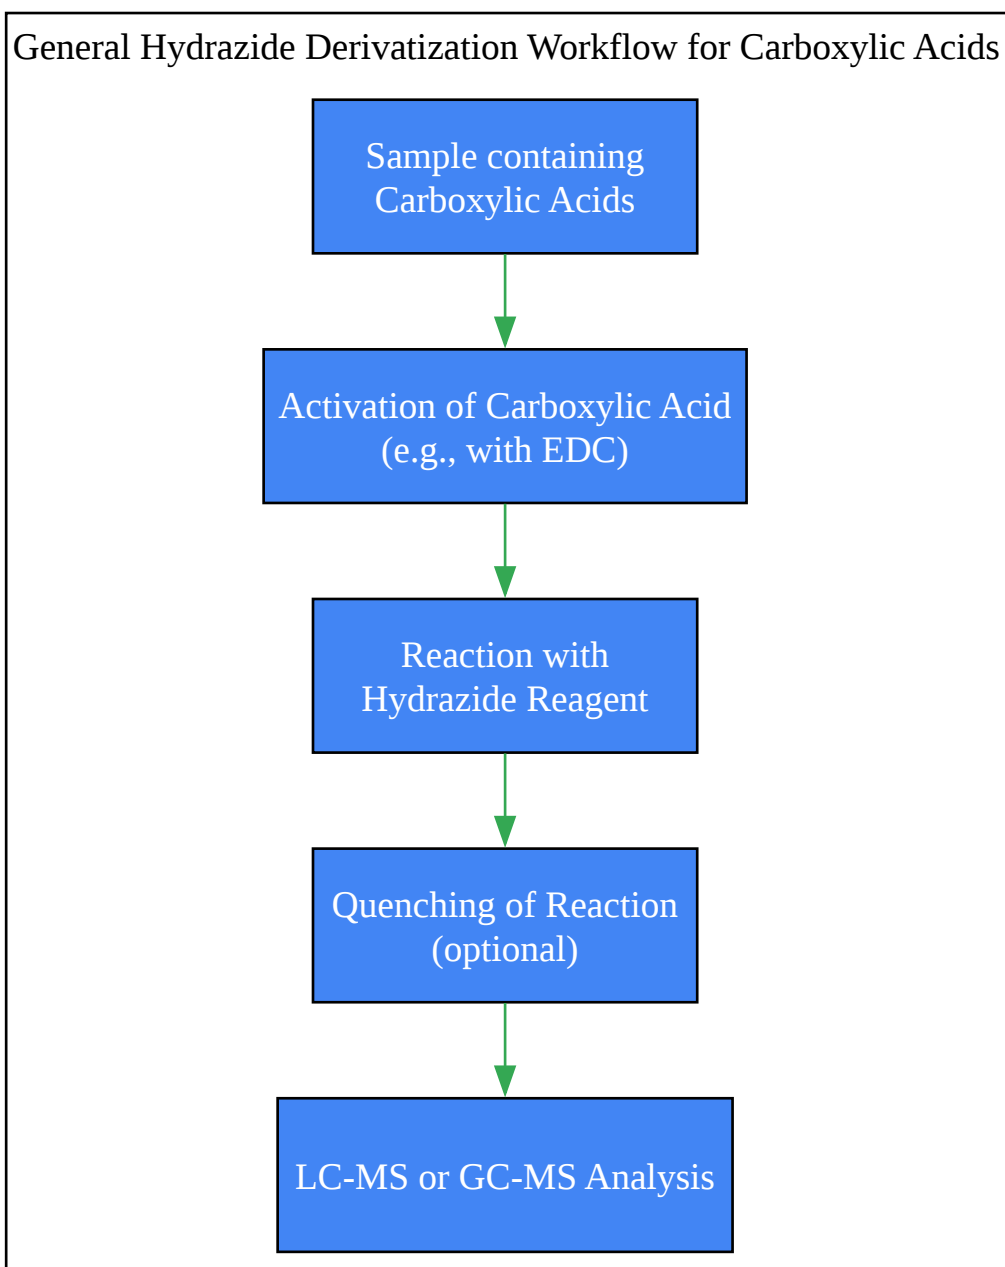 General Hydrazide Derivatization Workflow for Carboxylic Acids
Sample containing
Carboxylic Acids
Activation of Carboxylic Acid
(e.g., with EDC)
Reaction with
Hydrazide Reagent
Quenching of Reaction
(optional)
LC-MS or GC-MS Analysis